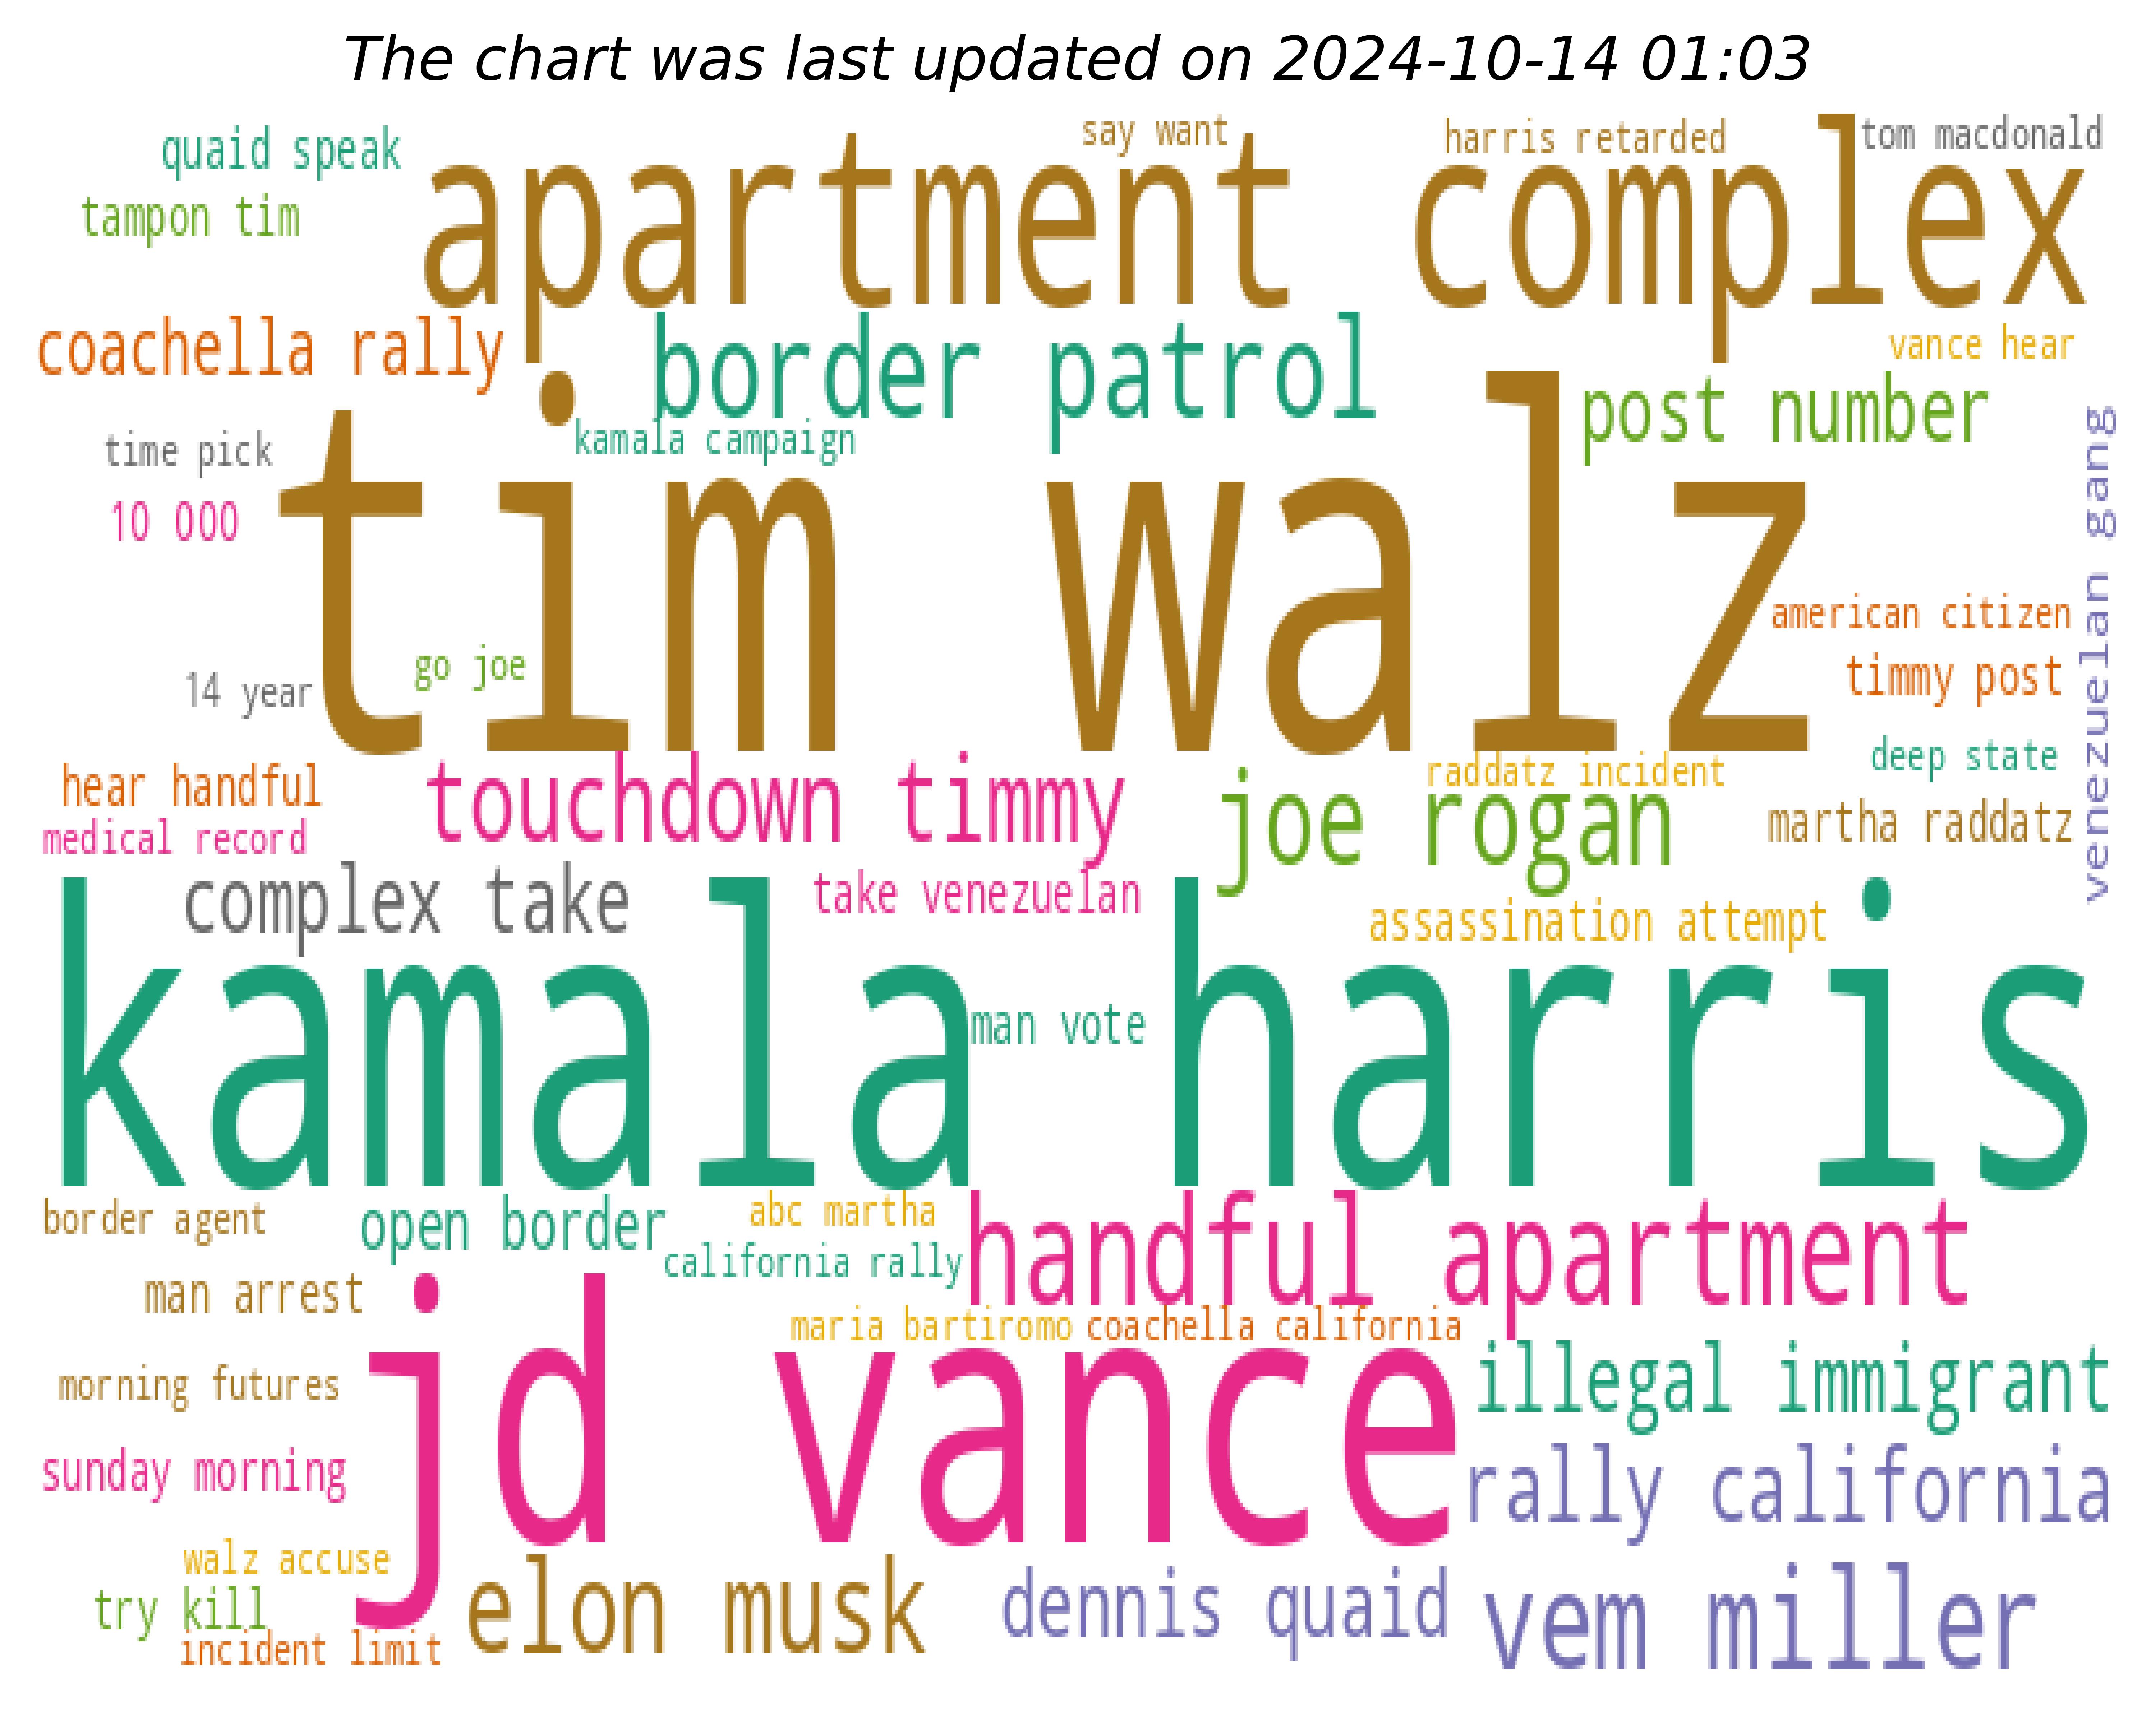 The chart was last updated on 2024-10-14 01:03
say want
harris retarded
tom macdonald
quaid speak
tampon tim
apartment complex
coachella rally
border patrol
vance hear
post number
kamala campaign
time pick
10 000
venezuelan gang
tim walz
american citizen
go joe
timmy post
14 year
deep state
hear handful
touchdown timmy
raddatz incident
joe rogan
martha raddatz
medical record
complex take
take venezuelan
assassination attempt
man vote
kamala harris
border agent
open border
abc martha
handful apartment
california rally
man arrest
maria bartiromo
coachella california
morning futures
jd vance
illegal immigrant
sunday morning
rally california
walz accuse
try kill
elon musk
dennis quaid
vem miller
incident limit